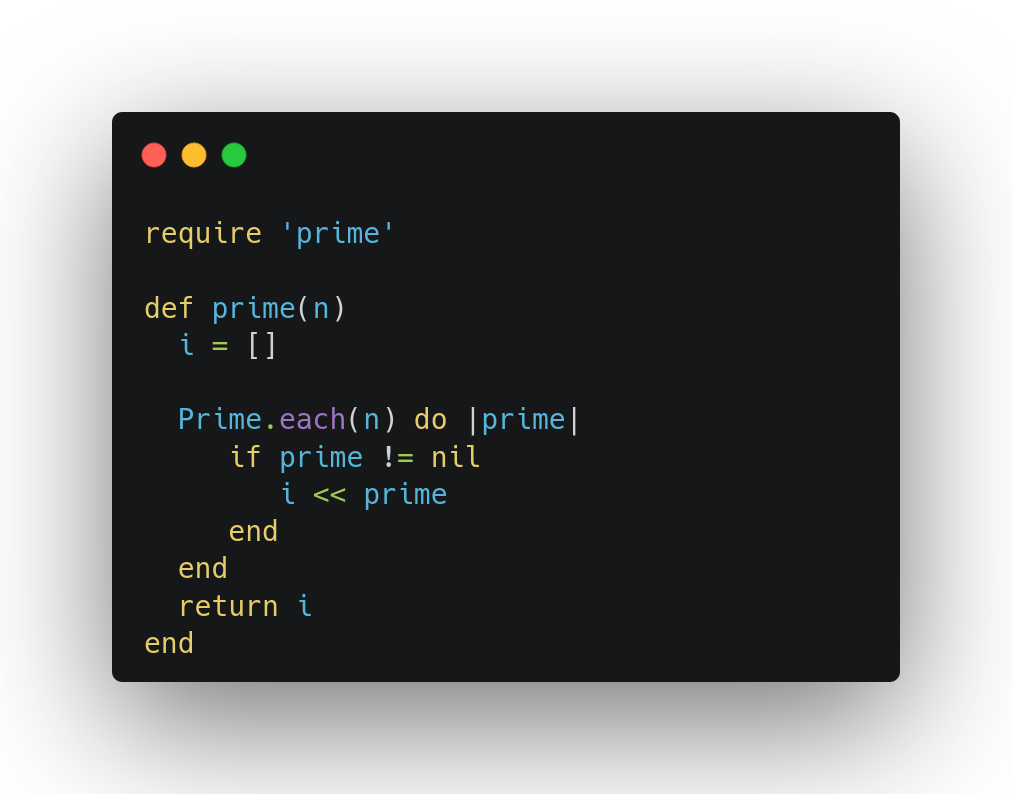 require 'prime'
def prime(n)
  i = []
  Prime.each(n) do |prime|
     if prime != nil
        i << prime
     end
  end
  return i
end